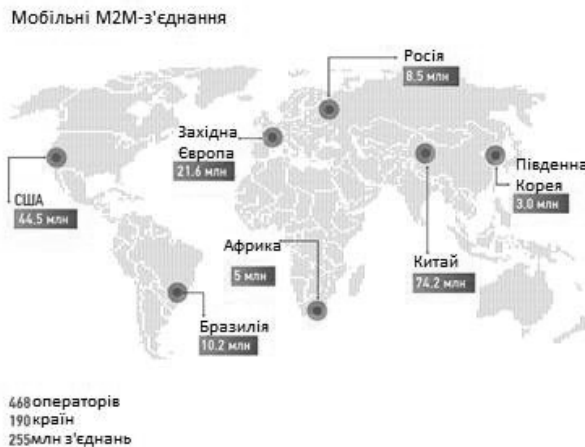 Мобільні M2M-з'єднання
Росія
8.5 млн
Західна
Європа
21.6 млн
Південна
Корея
3.0 млн
США
44.5 млн
Африка
5 млн
Китай
74.2 млн
Бразилія
10.2 млн
468 операторів
190 країн
255 млн з'єднань